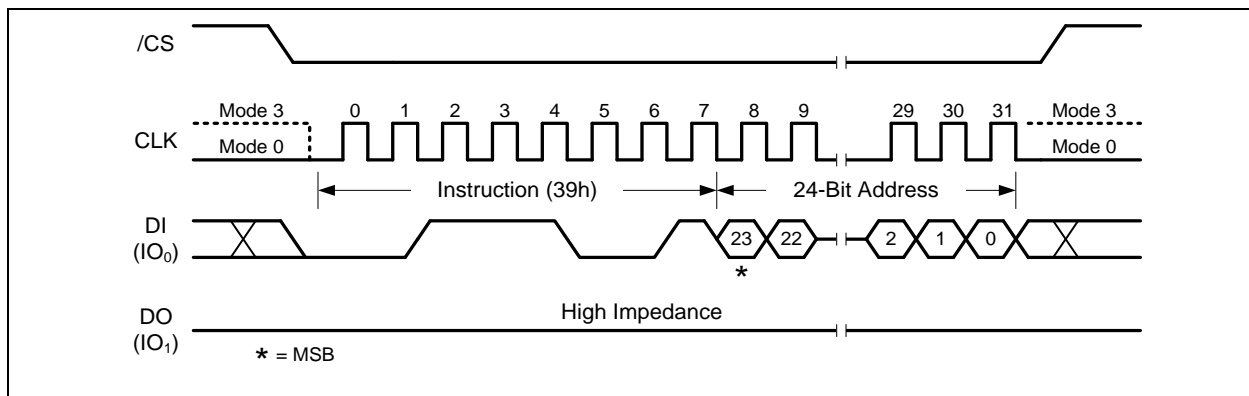 /CS
Mode 3 0 1 2 3 4 5 6 7 8 9 29 30 31 Mode 3
CLK
Mode 0 Mode 0
Instruction (39h) 24-Bit Address
DI
(IO₀)
23 22 2 1 0
*
High Impedance
DO
(IO₁)
* = MSB